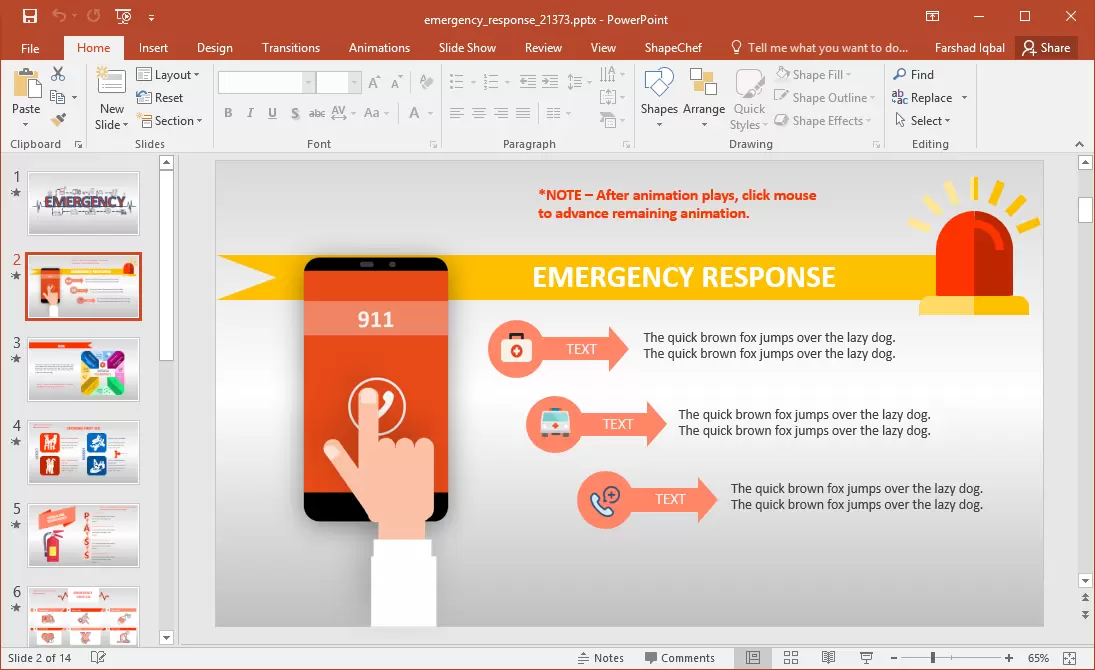 emergency_response_21373.pptx - PowerPoint
File Home Insert Design Transitions Animations Slide Show Review View ShapeChef Tell me what you want to do... Farshad Iqbal Share
Paste
Clipboard
New
Slide
Layout
Reset
Section
Slides
B I U S abc AV Aa A
Font
Paragraph
Shapes
Arrange
Quick
Styles
Shape Fill
Shape Outline
Shape Effects
Drawing
Find
Replace
Select
Editing
1
EMERGENCY
2
3
4
5
6
*NOTE – After animation plays, click mouse
to advance remaining animation.
EMERGENCY RESPONSE
911
TEXT
The quick brown fox jumps over the lazy dog.
The quick brown fox jumps over the lazy dog.
TEXT
The quick brown fox jumps over the lazy dog.
The quick brown fox jumps over the lazy dog.
TEXT
The quick brown fox jumps over the lazy dog.
The quick brown fox jumps over the lazy dog.
Slide 2 of 14
Notes
Comments
65%